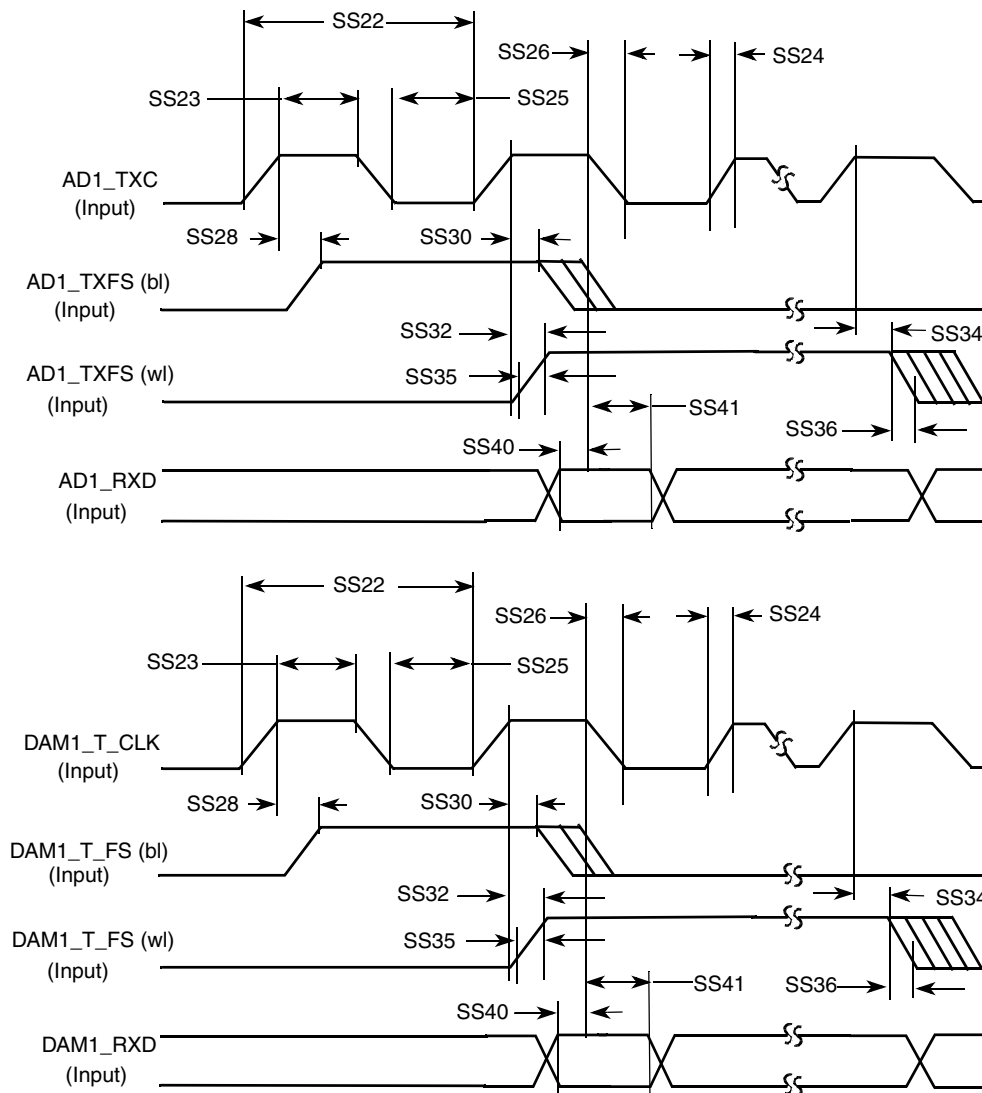 SS22
SS26
SS24
SS23
SS25
AD1_TXC
(Input)
SS28
SS30
AD1_TXFS (bl)
(Input)
SS32
SS34
AD1_TXFS (wl)
(Input)
SS35
SS41
SS36
SS40
AD1_RXD
(Input)
SS22
SS26
SS24
SS23
SS25
DAM1_T_CLK
(Input)
SS28
SS30
DAM1_T_FS (bl)
(Input)
SS32
SS34
DAM1_T_FS (wl)
(Input)
SS35
SS41
SS36
SS40
DAM1_RXD
(Input)